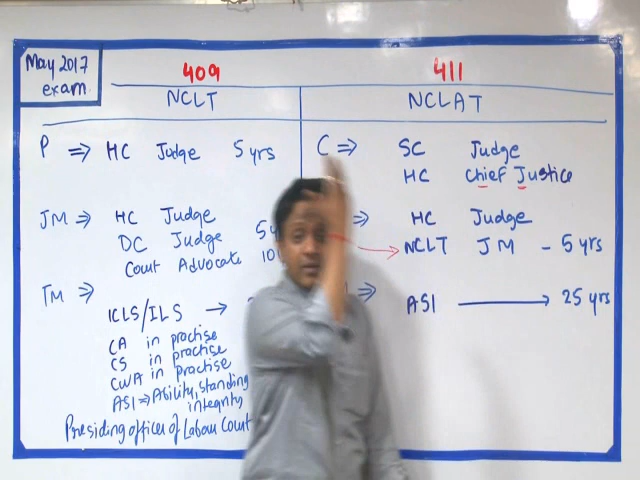 May 2017
exam
409
411
NCLT
NCLAT
P ⇒ HC Judge 5 yrs
C ⇒ SC Judge
HC Chief Justice
JM ⇒ HC Judge
DC Judge
Court Advocate 10
⇒ HC Judge
NCLT JM - 5 yrs
TM ⇒
ICLS/ILS →
CA in practise
CS in practise
CWA in practise
ASI ⇒ Ability, Standing
integrity
Presiding officer of Labour Court
ASI → 25 yrs